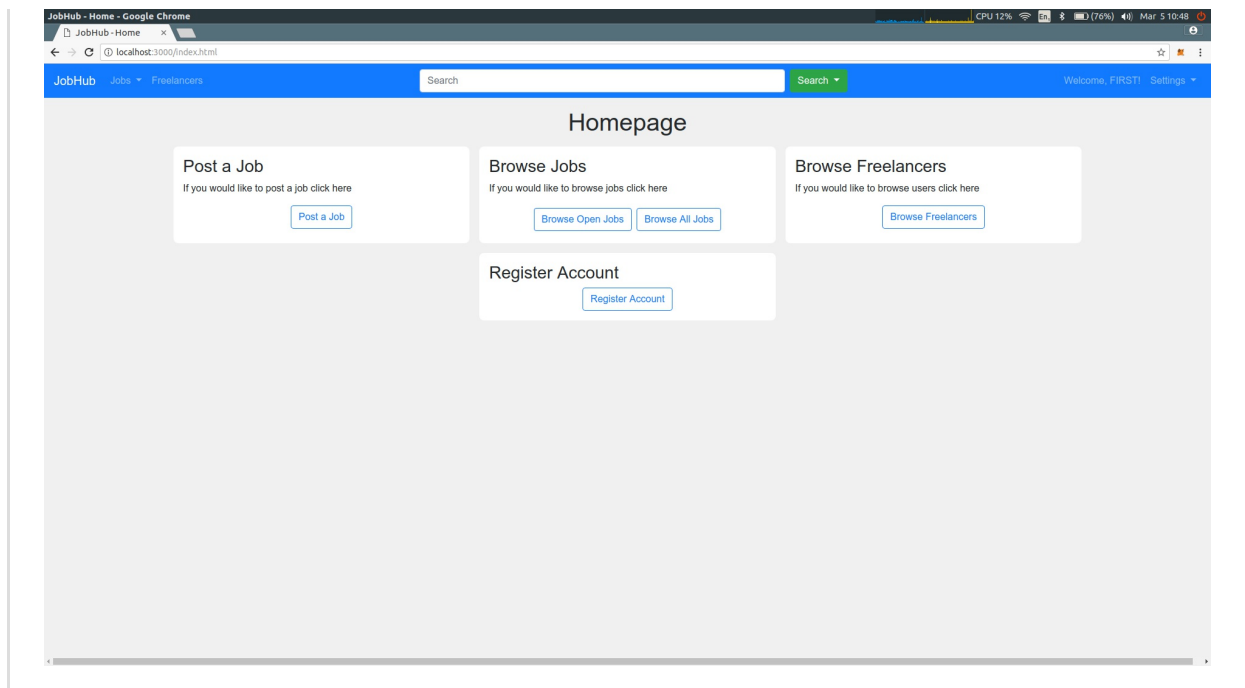 JobHub - Home - Google Chrome
CPU 12% En (76%) Mar 5 10:48
JobHub - Home ×
localhost:3000/index.html
JobHub Jobs Freelancers Search Search Welcome, FIRST! Settings
Homepage
Post a Job
If you would like to post a job click here
Post a Job
Browse Jobs
If you would like to browse jobs click here
Browse Open Jobs Browse All Jobs
Browse Freelancers
If you would like to browse users click here
Browse Freelancers
Register Account
Register Account